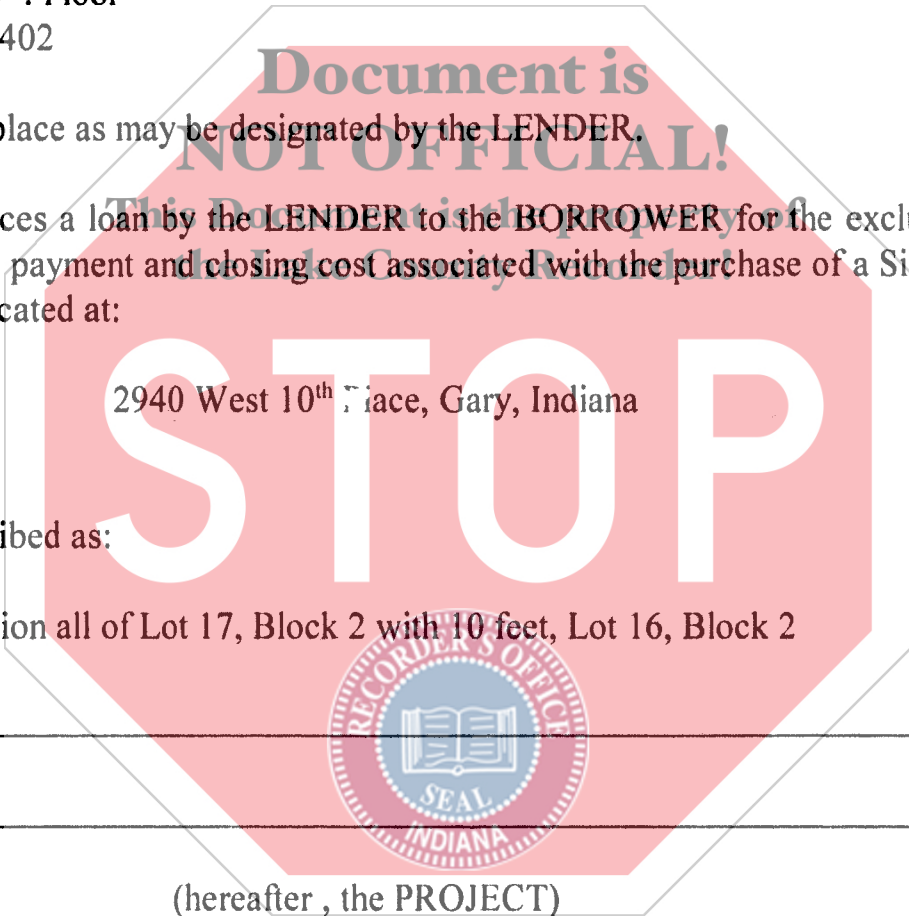 . Floor
402
Document is
place as may be designated by the LENDER.
NOT OFFICIAL!
ces a loan by the LENDER to the BORROWER for the exclu
This Document is the property of
payment and closing cost associated with the purchase of a Si
the Lake County Recorder!
cated at:
STOP
2940 West 10th Place, Gary, Indiana
ibed as:
ion all of Lot 17, Block 2 with 10 feet, Lot 16, Block 2
RECORDER'S OFFICE
SEAL
INDIANA
(hereafter , the PROJECT)